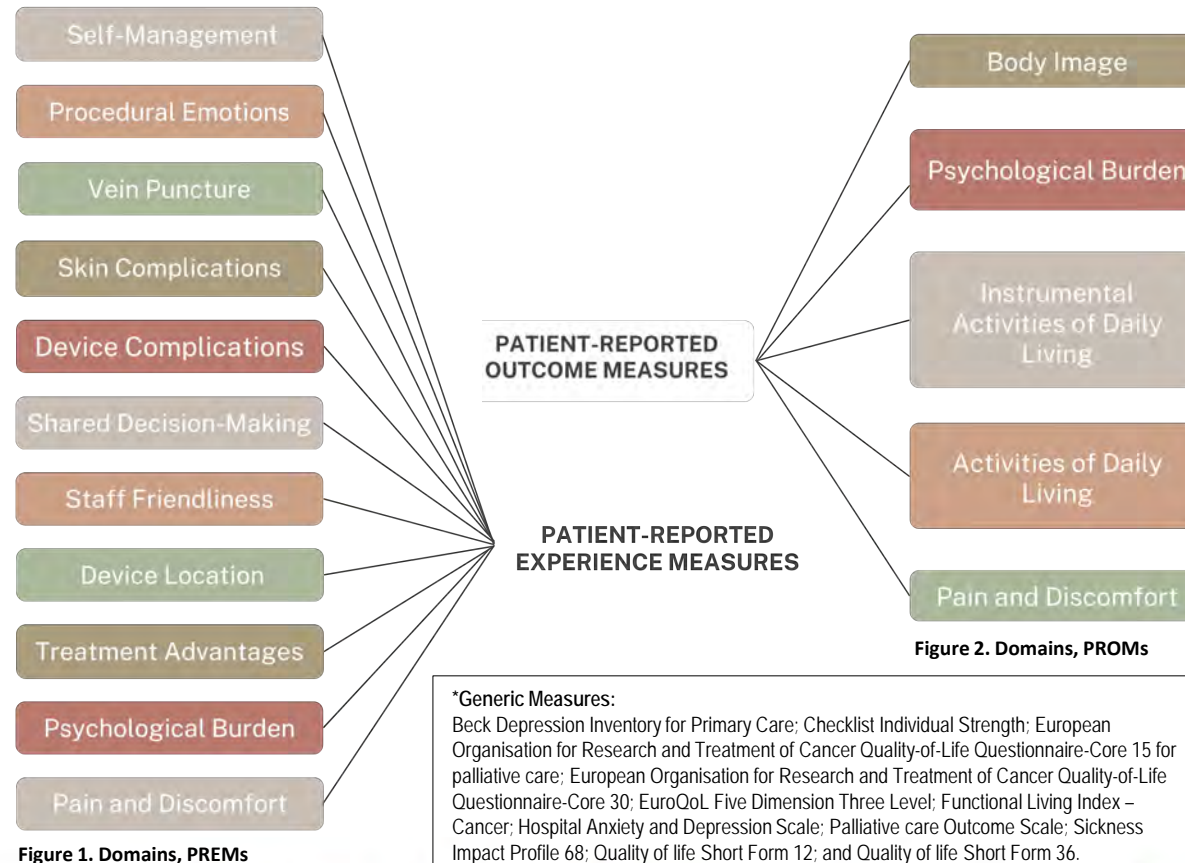 Self-Management
Procedural Emotions
Vein Puncture
Skin Complications
Device Complications
Shared Decision-Making
Staff Friendliness
Device Location
Treatment Advantages
Psychological Burden
Pain and Discomfort
Figure 1. Domains, PREMs
PATIENT-REPORTED
EXPERIENCE MEASURES
PATIENT-REPORTED
OUTCOME MEASURES
Body Image
Psychological Burden
Instrumental
Activities of Daily
Living
Activities of Daily
Living
Pain and Discomfort
Figure 2. Domains, PROMs
*Generic Measures:
Beck Depression Inventory for Primary Care; Checklist Individual Strength; European
Organisation for Research and Treatment of Cancer Quality-of-Life Questionnaire-Core 15 for
palliative care; European Organisation for Research and Treatment of Cancer Quality-of-Life
Questionnaire-Core 30; EuroQoL Five Dimension Three Level; Functional Living Index –
Cancer; Hospital Anxiety and Depression Scale; Palliative care Outcome Scale; Sickness
Impact Profile 68; Quality of life Short Form 12; and Quality of life Short Form 36.